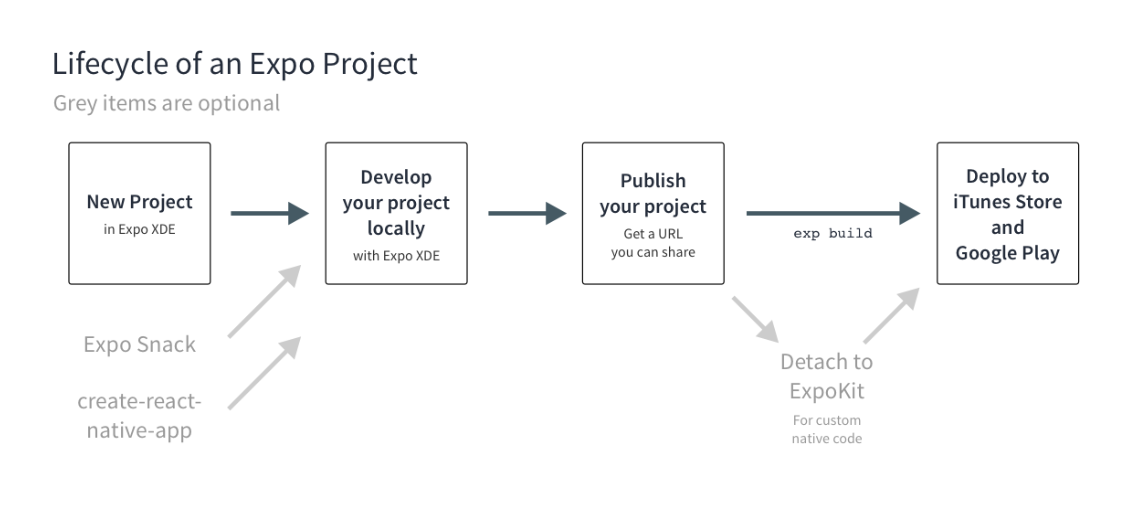 Lifecycle of an Expo Project
Grey items are optional
New Project
in Expo XDE
Develop
your project
locally
with Expo XDE
Publish
your project
Get a URL
you can share
exp build
Deploy to
iTunes Store
and
Google Play
Expo Snack
create-react-
native-app
Detach to
ExpoKit
For custom
native code